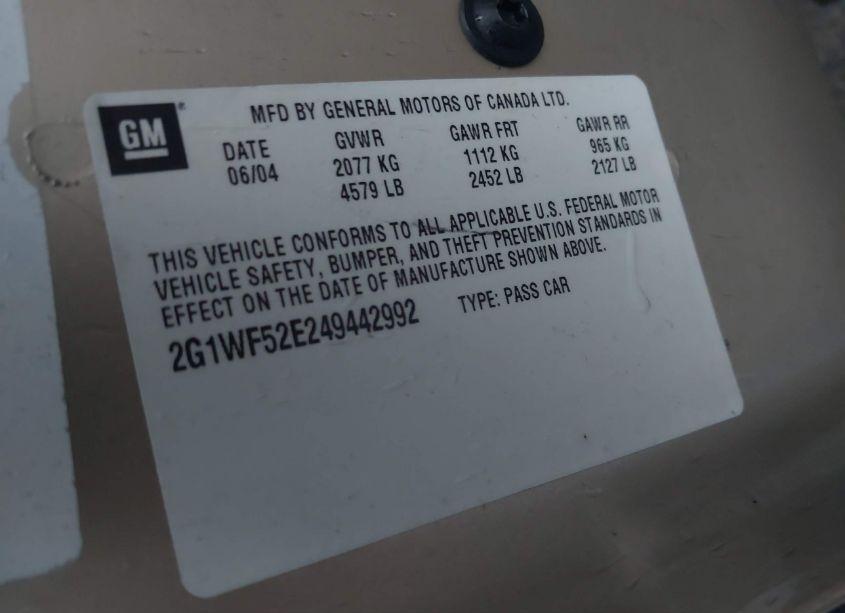 GM
MFD BY GENERAL MOTORS OF CANADA LTD.
DATE GVWR GAWR FRT GAWR RR
06/04 2077 KG 1112 KG 965 KG
4579 LB 2452 LB 2127 LB
THIS VEHICLE CONFORMS TO ALL APPLICABLE U.S. FEDERAL MOTOR
VEHICLE SAFETY, BUMPER, AND THEFT PREVENTION STANDARDS IN
EFFECT ON THE DATE OF MANUFACTURE SHOWN ABOVE.
2G1WF52E249442992 TYPE: PASS CAR